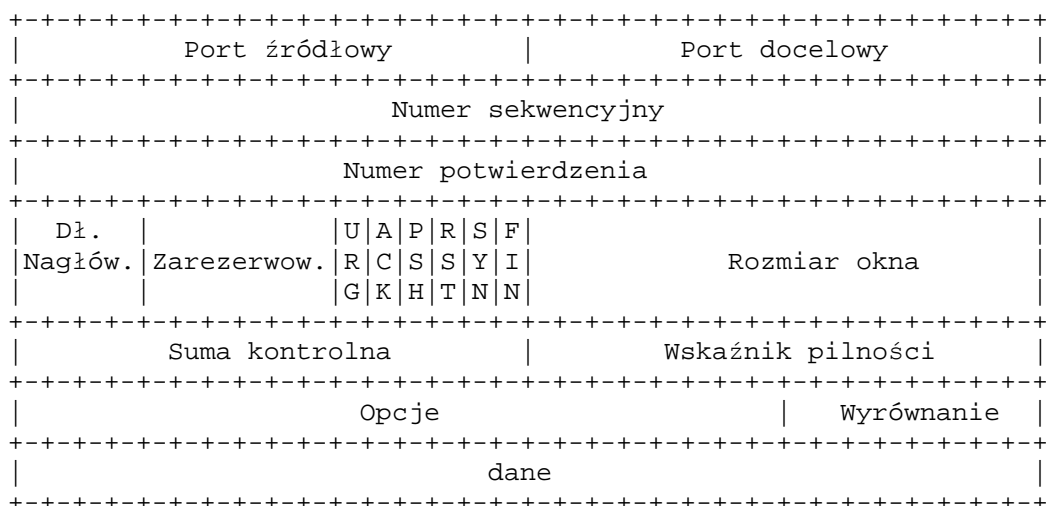 +-+-+-+-+-+-+-+-+-+-+-+-+-+-+-+-+-+-+-+-+-+-+-+-+-+-+-+-+-+-+-+-+
|          Port źródłowy        |         Port docelowy         |
+-+-+-+-+-+-+-+-+-+-+-+-+-+-+-+-+-+-+-+-+-+-+-+-+-+-+-+-+-+-+-+-+
|                       Numer sekwencyjny                       |
+-+-+-+-+-+-+-+-+-+-+-+-+-+-+-+-+-+-+-+-+-+-+-+-+-+-+-+-+-+-+-+-+
|                    Numer potwierdzenia                        |
+-+-+-+-+-+-+-+-+-+-+-+-+-+-+-+-+-+-+-+-+-+-+-+-+-+-+-+-+-+-+-+-+
|  Dł.  |           |U|A|P|R|S|F|                               |
|Nagłów.|Zarezerwow.|R|C|S|S|Y|I|            Rozmiar okna       |
|       |           |G|K|H|T|N|N|                               |
+-+-+-+-+-+-+-+-+-+-+-+-+-+-+-+-+-+-+-+-+-+-+-+-+-+-+-+-+-+-+-+-+
|         Suma kontrolna        |        Wskaźnik pilności      |
+-+-+-+-+-+-+-+-+-+-+-+-+-+-+-+-+-+-+-+-+-+-+-+-+-+-+-+-+-+-+-+-+
|                     Opcje                     |   Wyrównanie  |
+-+-+-+-+-+-+-+-+-+-+-+-+-+-+-+-+-+-+-+-+-+-+-+-+-+-+-+-+-+-+-+-+
|                             dane                              |
+-+-+-+-+-+-+-+-+-+-+-+-+-+-+-+-+-+-+-+-+-+-+-+-+-+-+-+-+-+-+-+-+